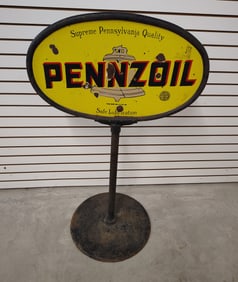 Supreme Pennsylvania Quality
PENNZOIL
Safe Lubrication